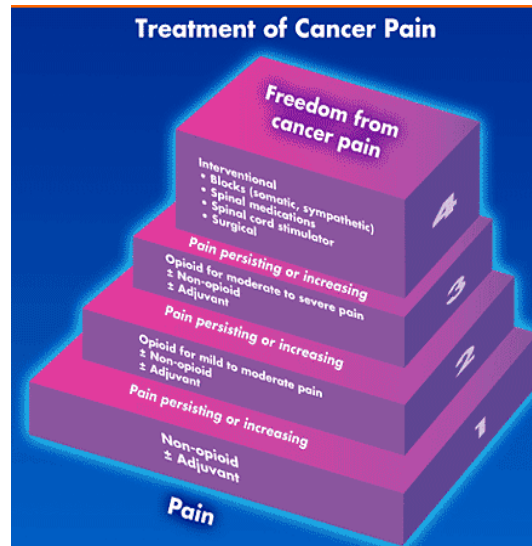 Treatment of Cancer Pain
Freedom from
cancer pain
Interventional
• Blocks (somatic, sympathetic)
• Spinal medications
• Spinal cord stimulator
• Surgical
4
Pain persisting or increasing
Opioid for moderate to severe pain
± Non-opioid
± Adjuvant
3
Pain persisting or increasing
Opioid for mild to moderate pain
± Non-opioid
± Adjuvant
2
Pain persisting or increasing
Non-opioid
± Adjuvant
1
Pain